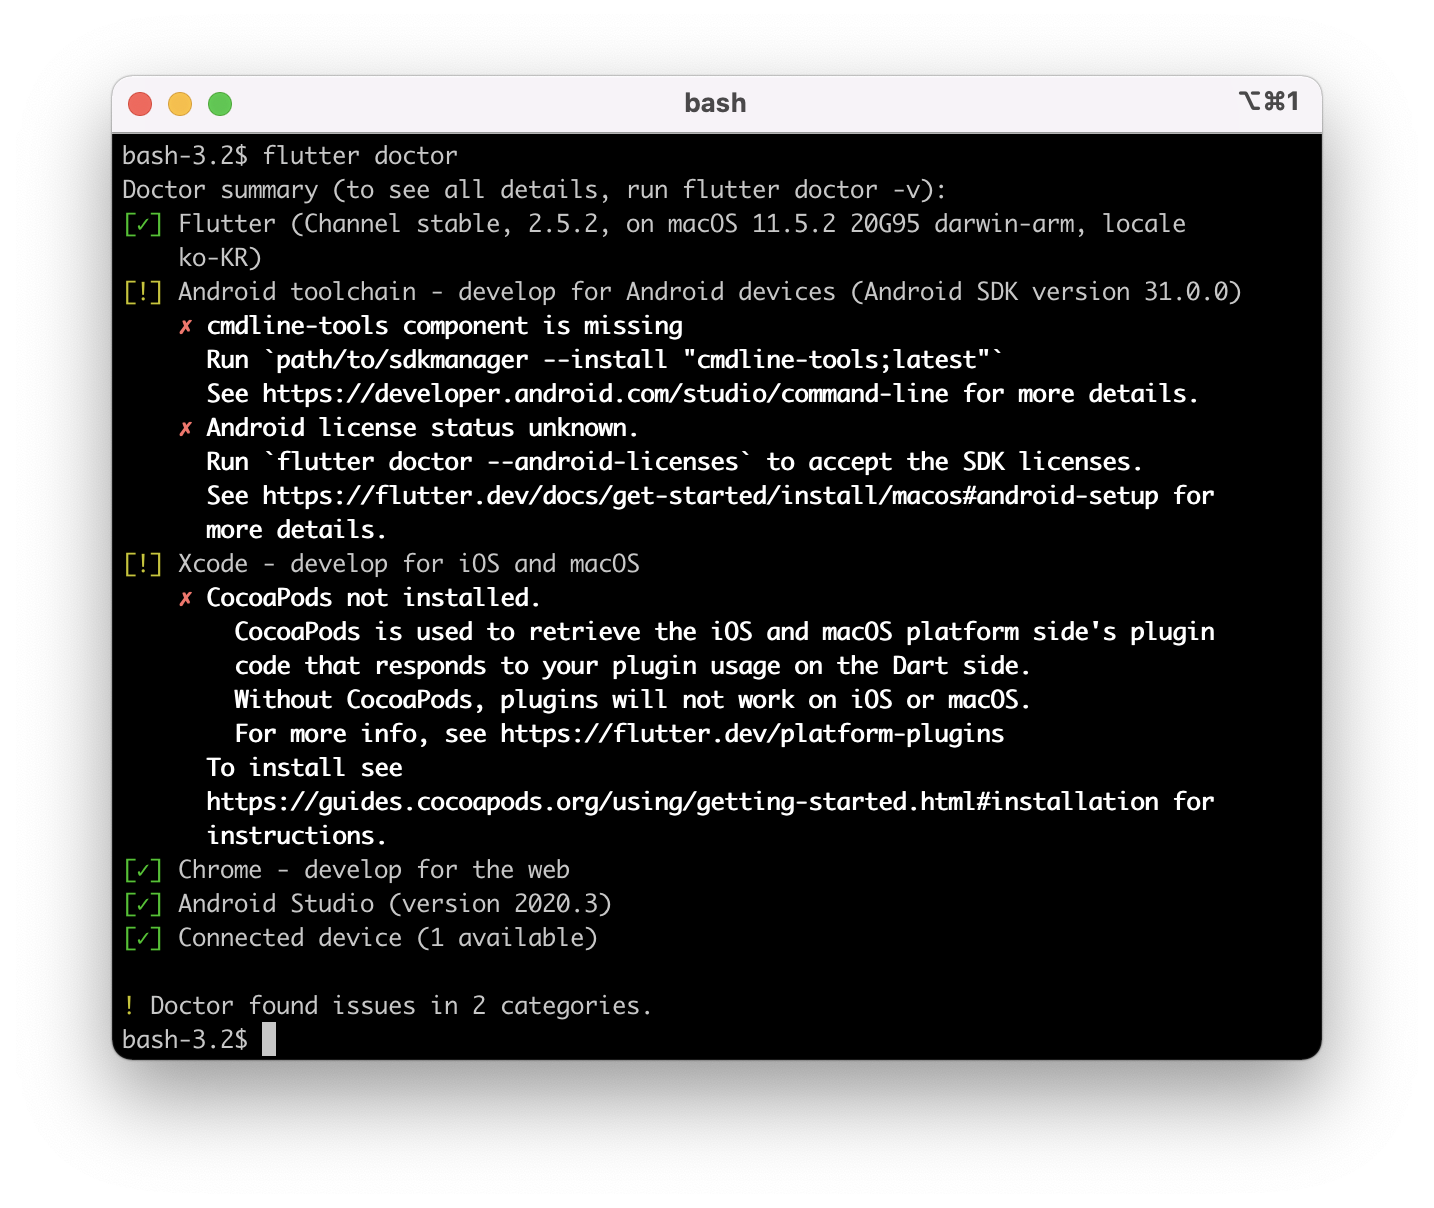 bash
⌥⌘1
bash-3.2$ flutter doctor
Doctor summary (to see all details, run flutter doctor -v):
[✓] Flutter (Channel stable, 2.5.2, on macOS 11.5.2 20G95 darwin-arm, locale
ko-KR)
[!] Android toolchain - develop for Android devices (Android SDK version 31.0.0)
✗ cmdline-tools component is missing
Run `path/to/sdkmanager --install "cmdline-tools;latest"`
See https://developer.android.com/studio/command-line for more details.
✗ Android license status unknown.
Run `flutter doctor --android-licenses` to accept the SDK licenses.
See https://flutter.dev/docs/get-started/install/macos#android-setup for
more details.
[!] Xcode - develop for iOS and macOS
✗ CocoaPods not installed.
CocoaPods is used to retrieve the iOS and macOS platform side's plugin
code that responds to your plugin usage on the Dart side.
Without CocoaPods, plugins will not work on iOS or macOS.
For more info, see https://flutter.dev/platform-plugins
To install see
https://guides.cocoapods.org/using/getting-started.html#installation for
instructions.
[✓] Chrome - develop for the web
[✓] Android Studio (version 2020.3)
[✓] Connected device (1 available)
! Doctor found issues in 2 categories.
bash-3.2$